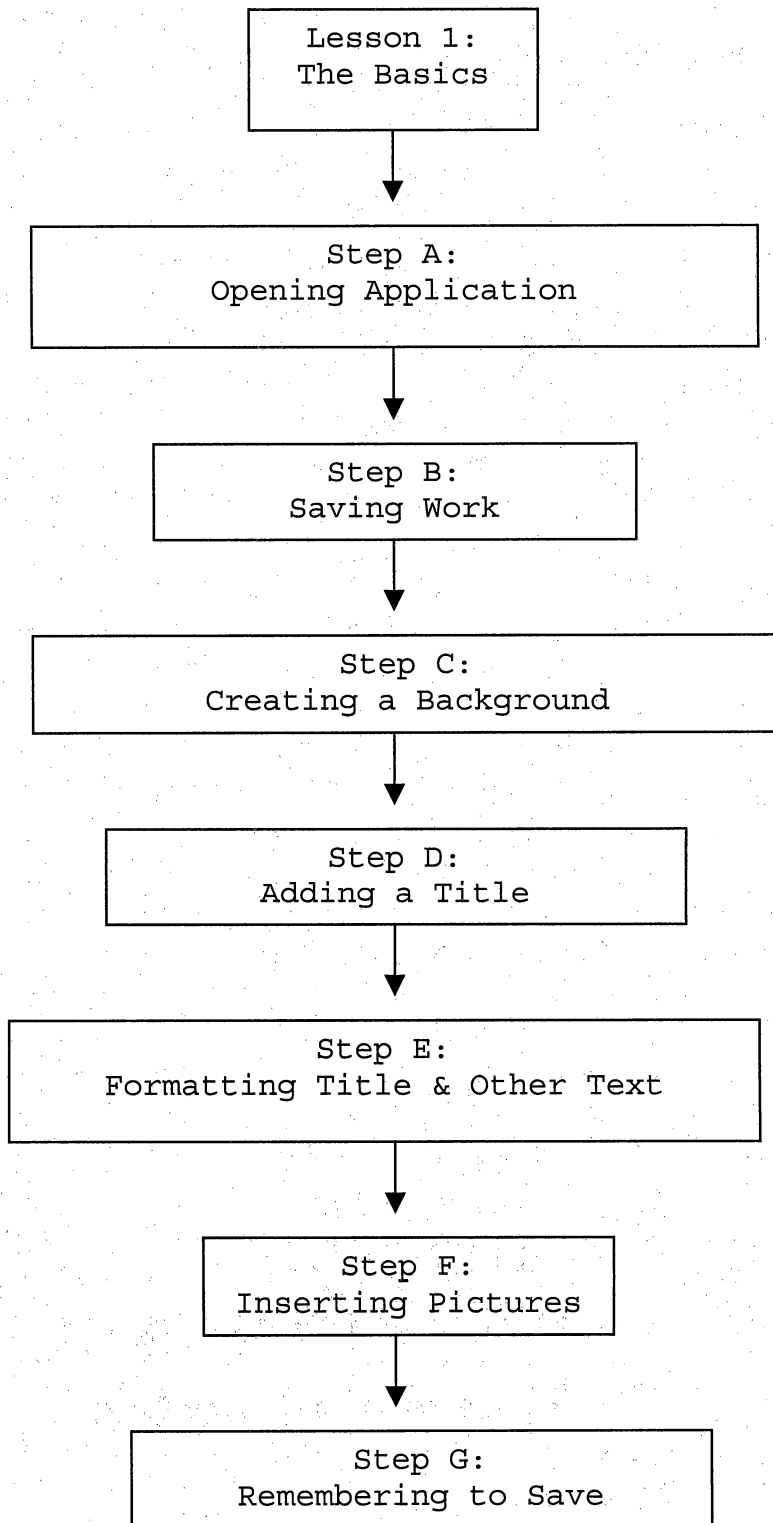 Lesson 1:
The Basics
Step A:
Opening Application
Step B:
Saving Work
Step C:
Creating a Background
Step D:
Adding a Title
Step E:
Formatting Title & Other Text
Step F:
Inserting Pictures
Step G:
Remembering to Save